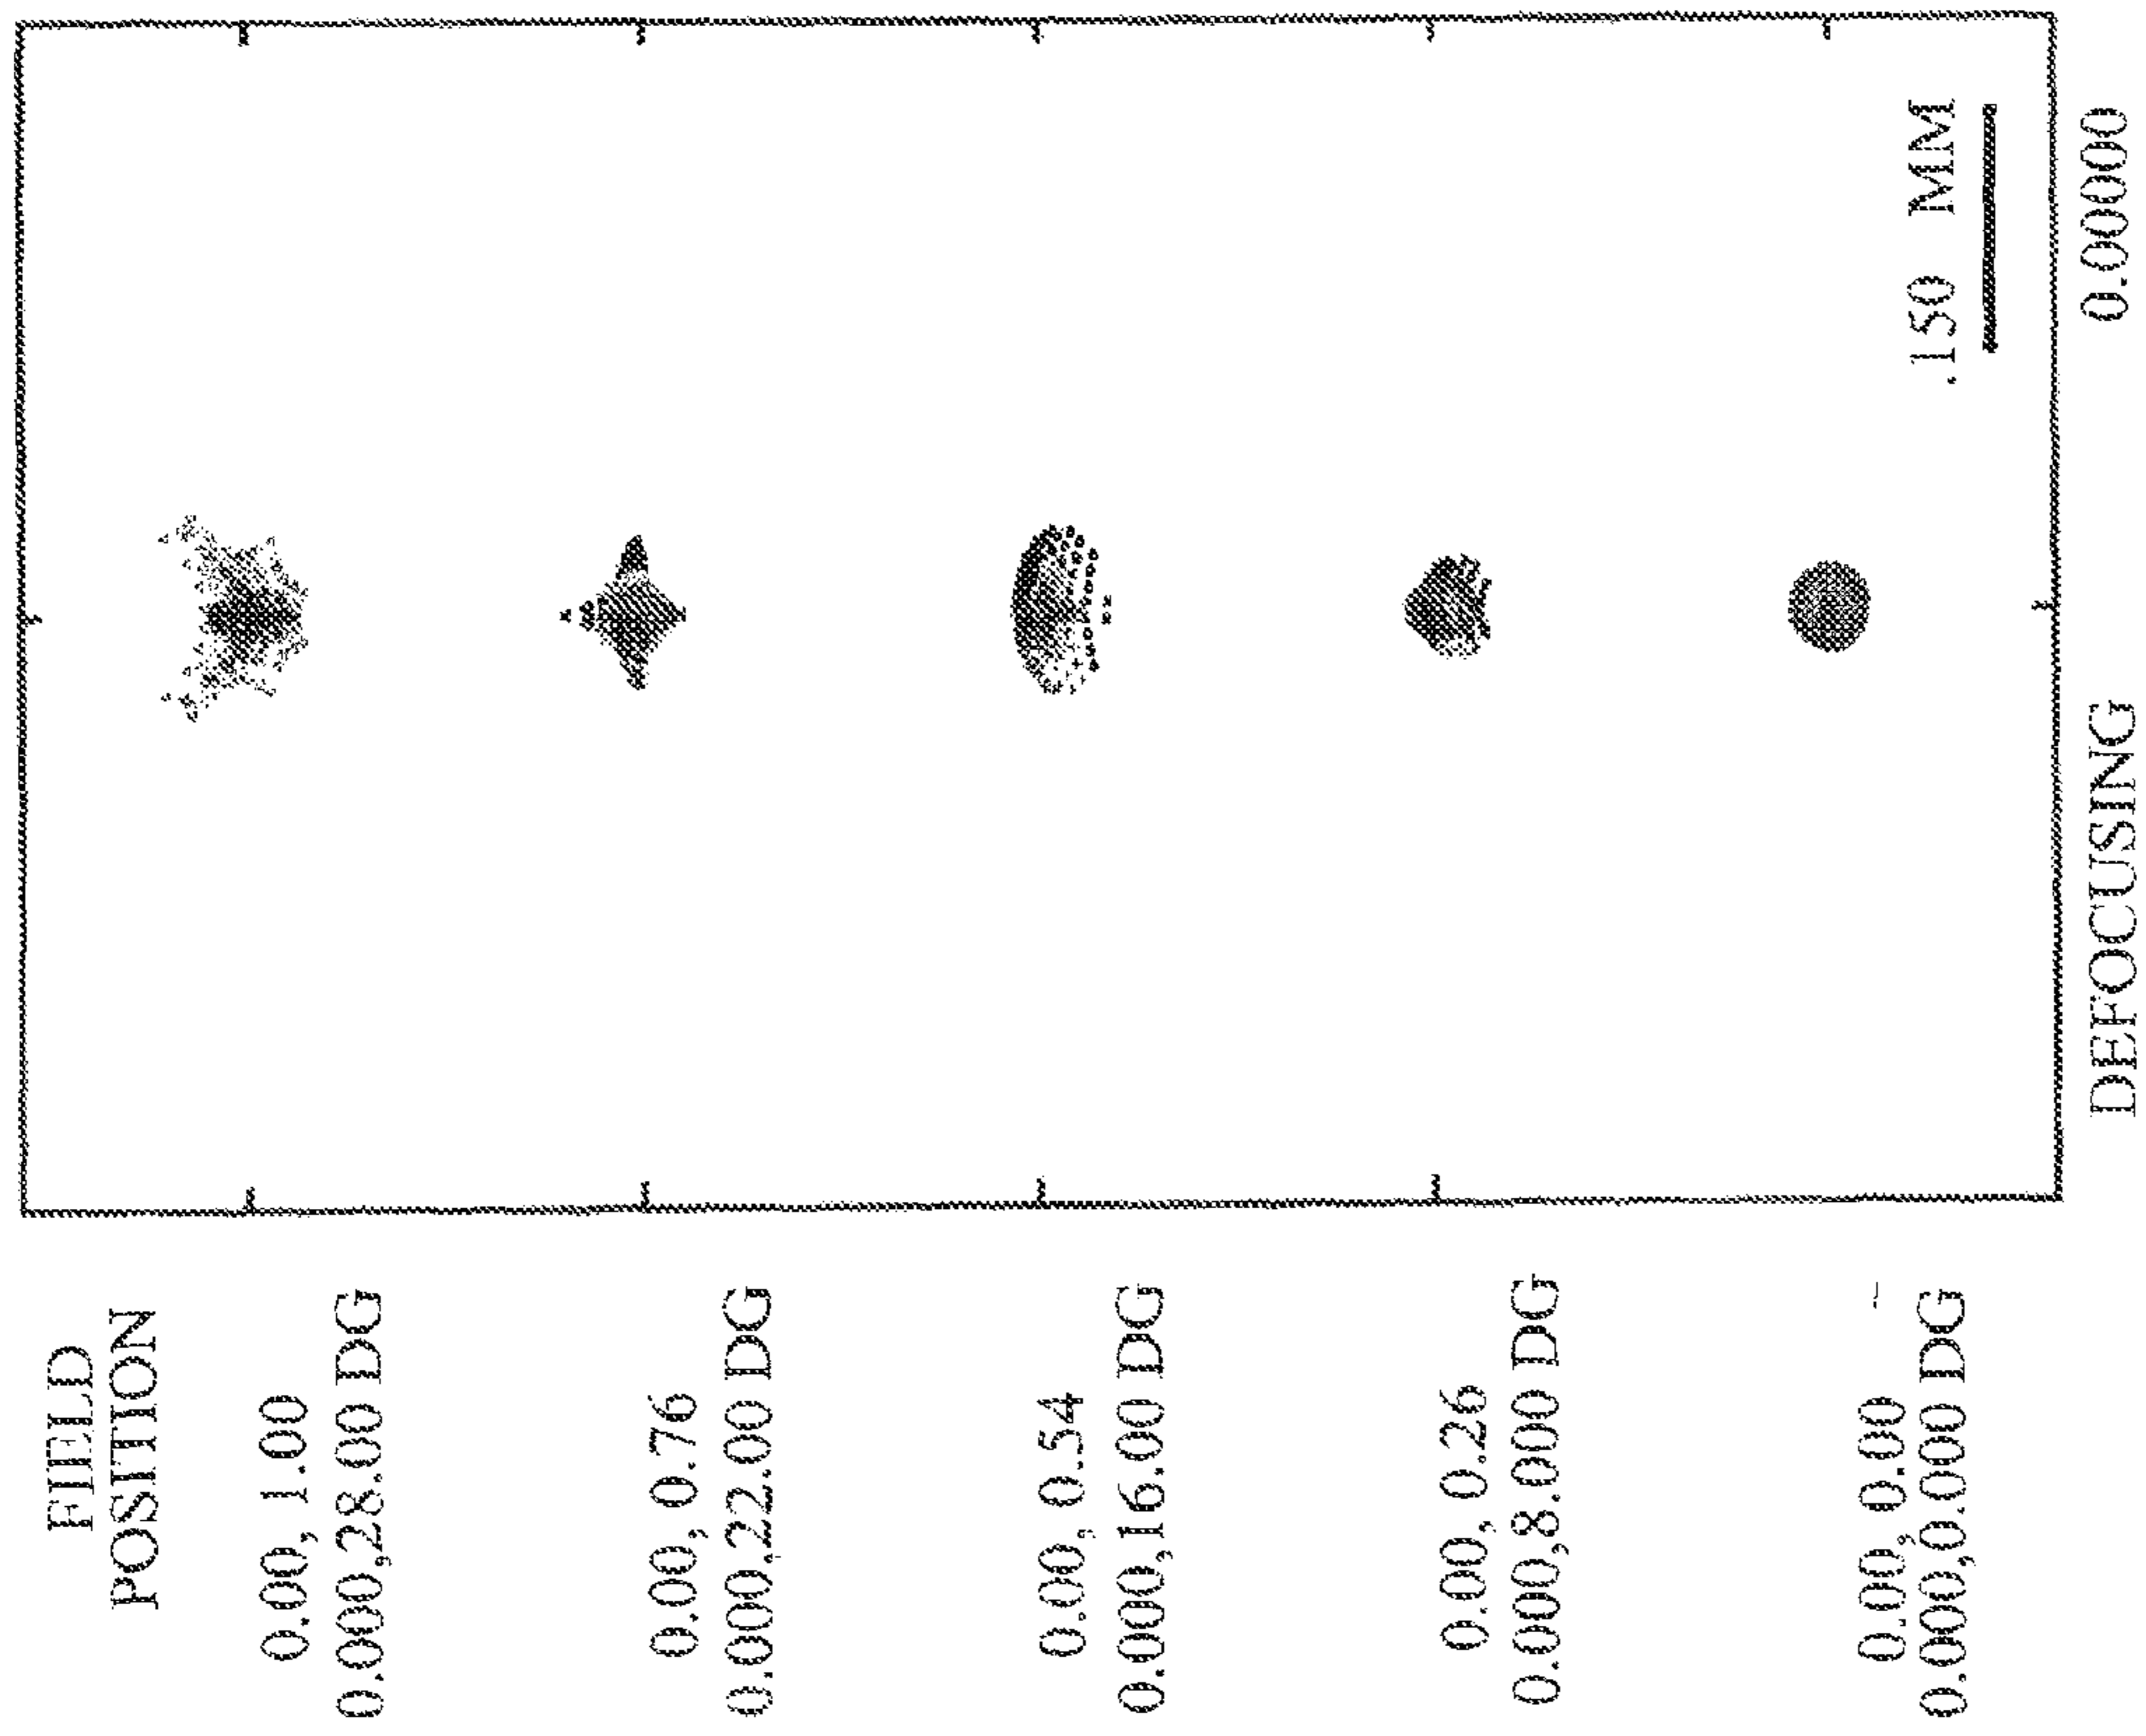 FIELD
POSITION
0.00, 1.00
0.000,28.00 DG
0.00, 0.76
0.000,22.00 DG
0.00, 0.54
0.000,16.00 DG
0.00, 0.26
0.000,8.000 DG
0.00, 0.00
0.000,0.000 DG
.150 MM
DEFOCUSING 0.00000